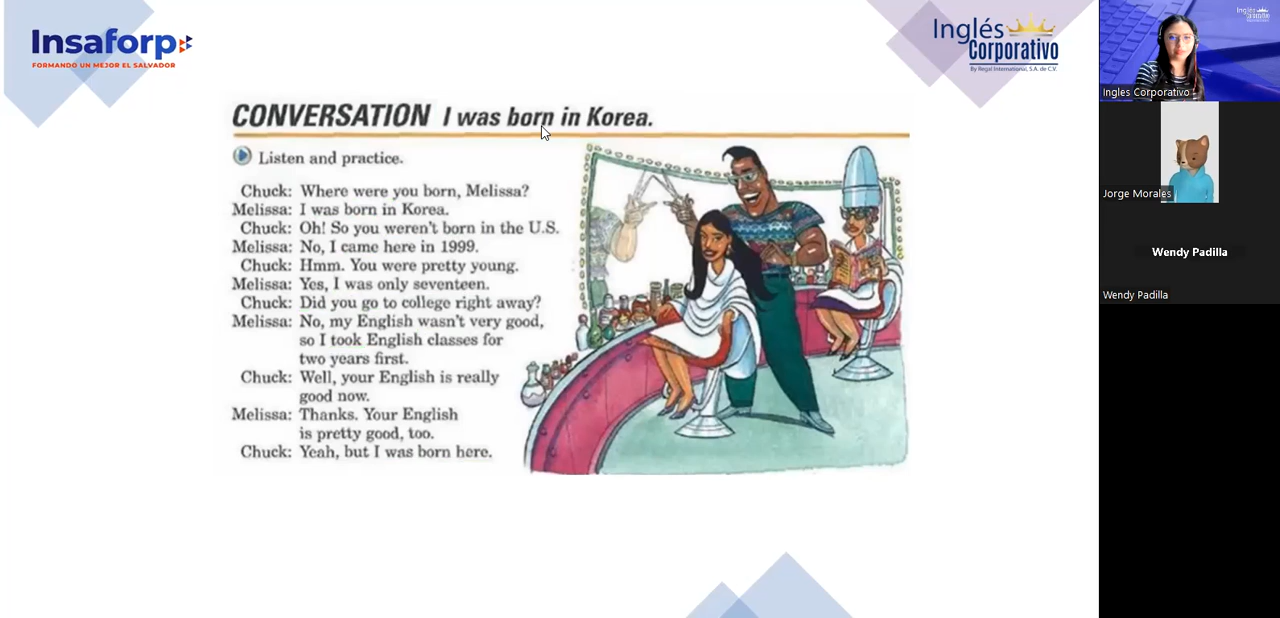 Insaforp
FORMANDO UN MEJOR EL SALVADOR
Inglés
Corporativo
By Regal International, S.A. de C.V.
CONVERSATION I was born in Korea.
Listen and practice.
Chuck: Where were you born, Melissa?
Melissa: I was born in Korea.
Chuck: Oh! So you weren't born in the U.S.
Melissa: No, I came here in 1999.
Chuck: Hmm. You were pretty young.
Melissa: Yes, I was only seventeen.
Chuck: Did you go to college right away?
Melissa: No, my English wasn't very good,
so I took English classes for
two years first.
Chuck: Well, your English is really
good now.
Melissa: Thanks. Your English
is pretty good, too.
Chuck: Yeah, but I was born here.
Inglés
Ingles Corporativo
Jorge Morales
Wendy Padilla
Wendy Padilla